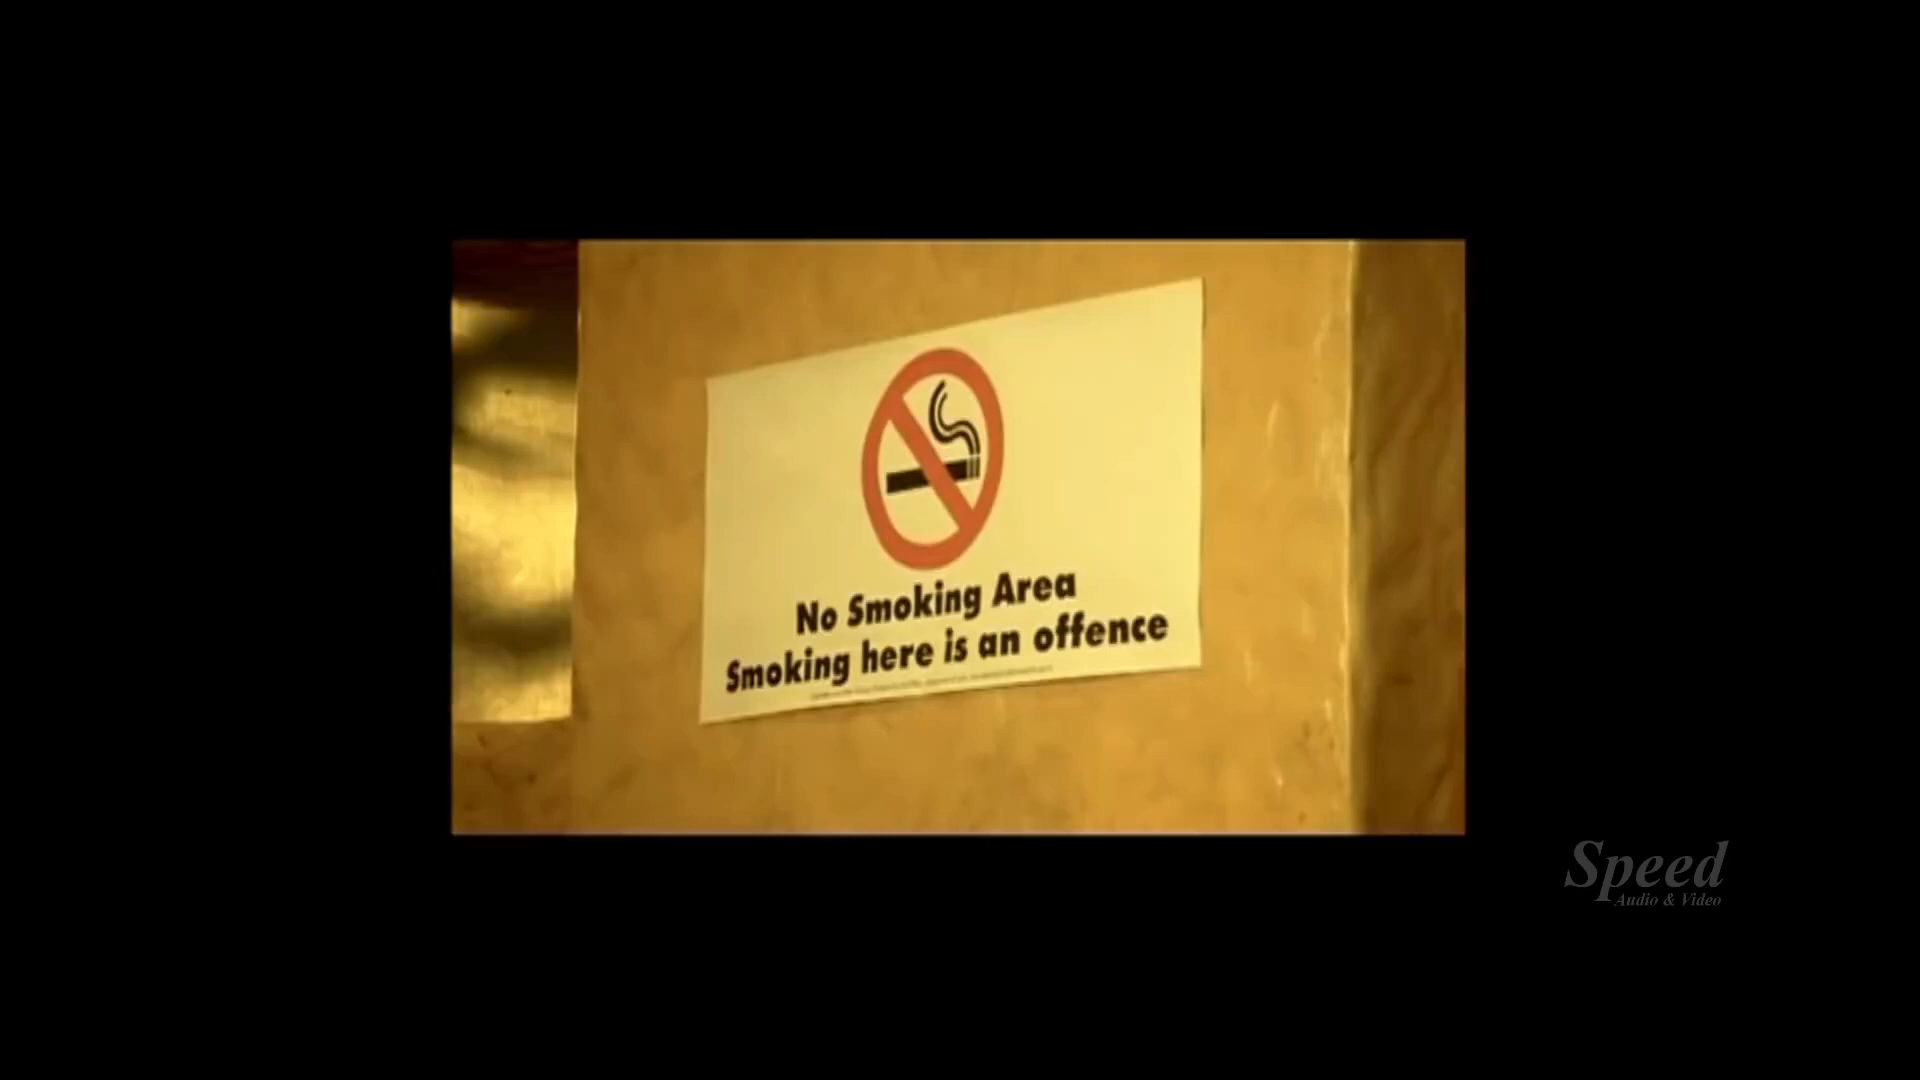 No Smoking Area
Smoking here is an offence
Speed
Audio & Video